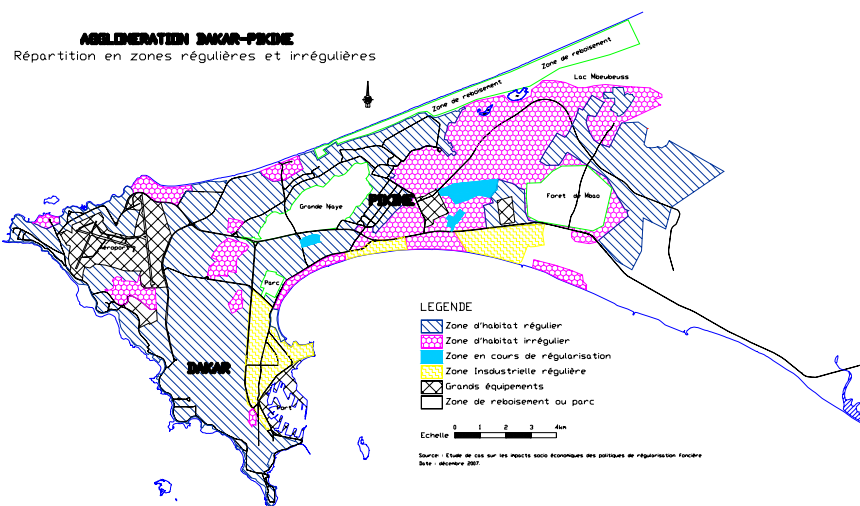 AGGLOMERATION DAKAR-PIKINE
Répartition en zones régulières et irrégulières
Zone de reboisement
Zone de reboisement
Lac Mbeubeuss
Grande Niaye
PIKINE
Foret de Mbao
Aéroport
Parc
DAKAR
Port
LEGENDE
Zone d'habitat régulier
Zone d'habitat irrégulier
Zone en cours de régularisation
Zone Insdustrielle régulière
Grands équipements
Zone de reboisement ou parc
Echelle 0 1 2 3 4km
Source : Etude de cas sur les impacts socio économiques des politiques de régularisation foncière
Date : décembre 2007.